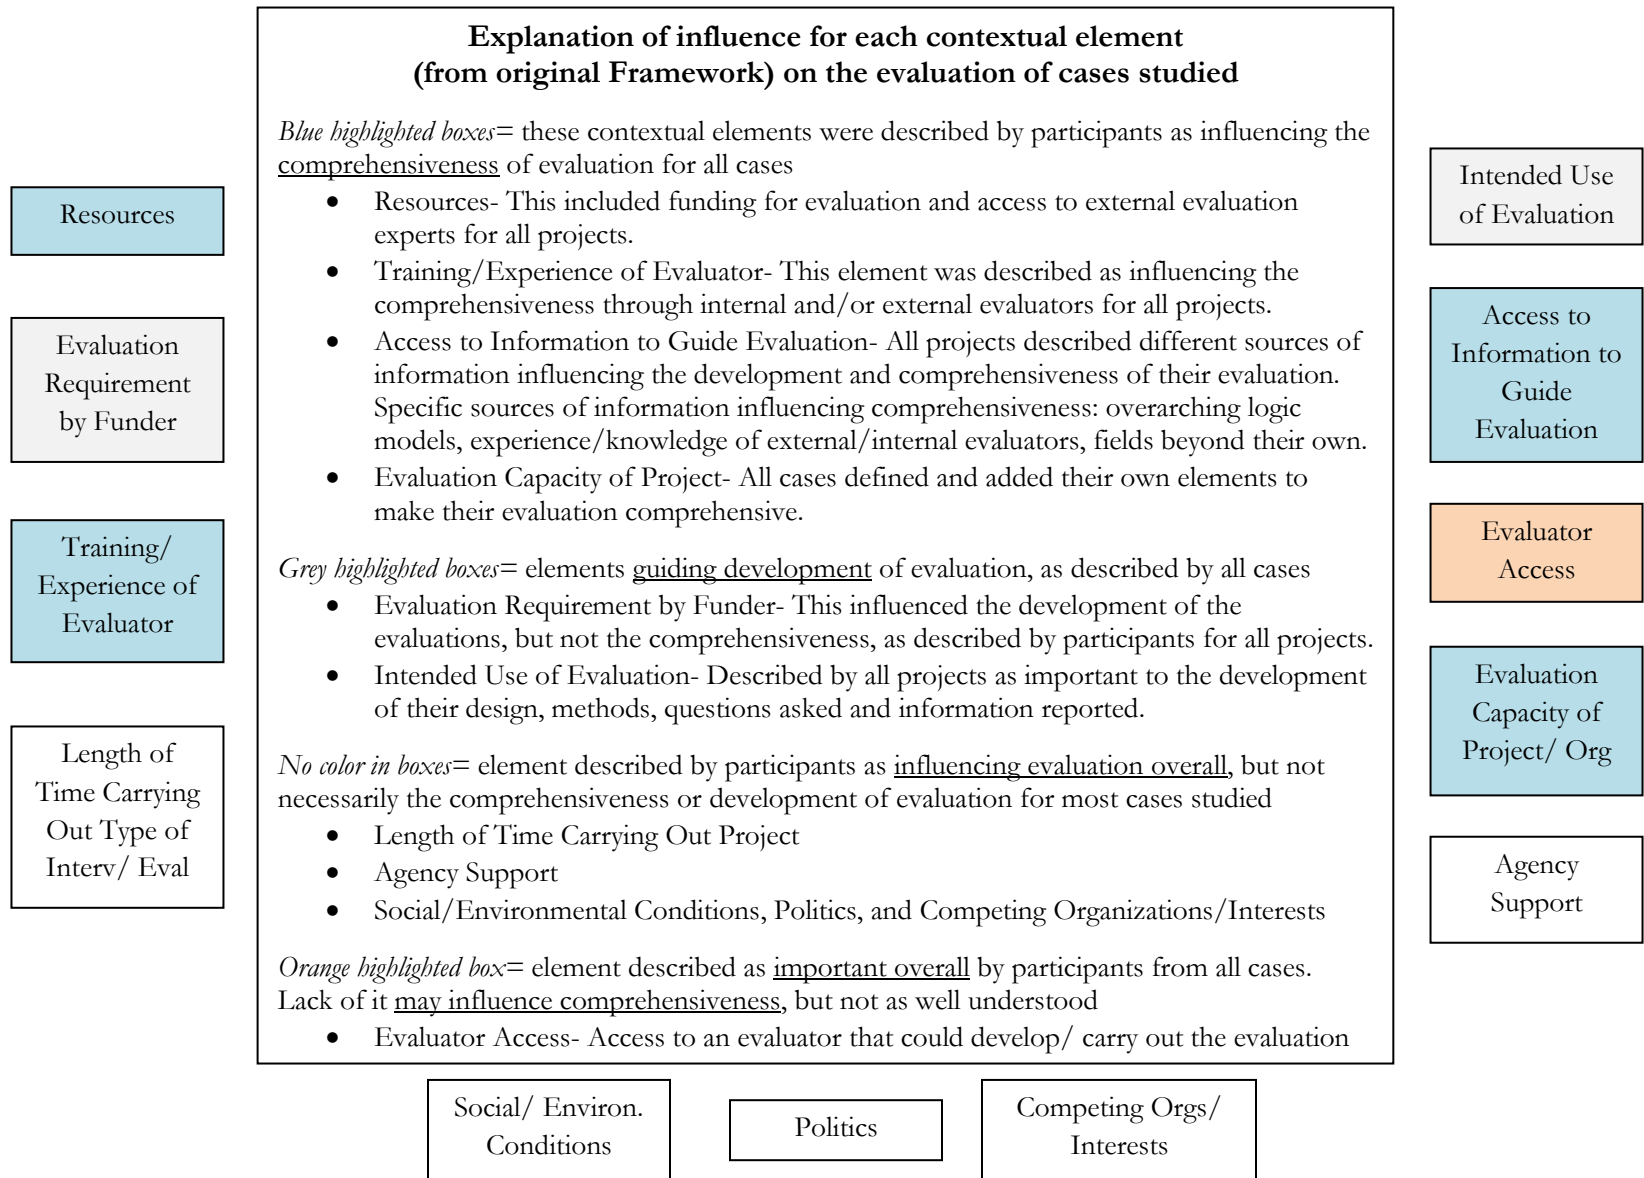 Explanation of influence for each contextual element
(from original Framework) on the evaluation of cases studied
Blue highlighted boxes= these contextual elements were described by participants as influencing the
comprehensiveness of evaluation for all cases
• Resources- This included funding for evaluation and access to external evaluation
experts for all projects.
• Training/Experience of Evaluator- This element was described as influencing the
comprehensiveness through internal and/or external evaluators for all projects.
• Access to Information to Guide Evaluation- All projects described different sources of
information influencing the development and comprehensiveness of their evaluation.
Specific sources of information influencing comprehensiveness: overarching logic
models, experience/knowledge of external/internal evaluators, fields beyond their own.
• Evaluation Capacity of Project- All cases defined and added their own elements to
make their evaluation comprehensive.
Grey highlighted boxes= elements guiding development of evaluation, as described by all cases
• Evaluation Requirement by Funder- This influenced the development of the
evaluations, but not the comprehensiveness, as described by participants for all projects.
• Intended Use of Evaluation- Described by all projects as important to the development
of their design, methods, questions asked and information reported.
No color in boxes= element described by participants as influencing evaluation overall, but not
necessarily the comprehensiveness or development of evaluation for most cases studied
• Length of Time Carrying Out Project
• Agency Support
• Social/Environmental Conditions, Politics, and Competing Organizations/Interests
Orange highlighted box= element described as important overall by participants from all cases.
Lack of it may influence comprehensiveness, but not as well understood
• Evaluator Access- Access to an evaluator that could develop/ carry out the evaluation
Resources
Evaluation
Requirement
by Funder
Training/
Experience of
Evaluator
Length of
Time Carrying
Out Type of
Interv/ Eval
Intended Use
of Evaluation
Access to
Information to
Guide
Evaluation
Evaluator
Access
Evaluation
Capacity of
Project/ Org
Agency
Support
Social/ Environ.
Conditions
Politics
Competing Orgs/
Interests